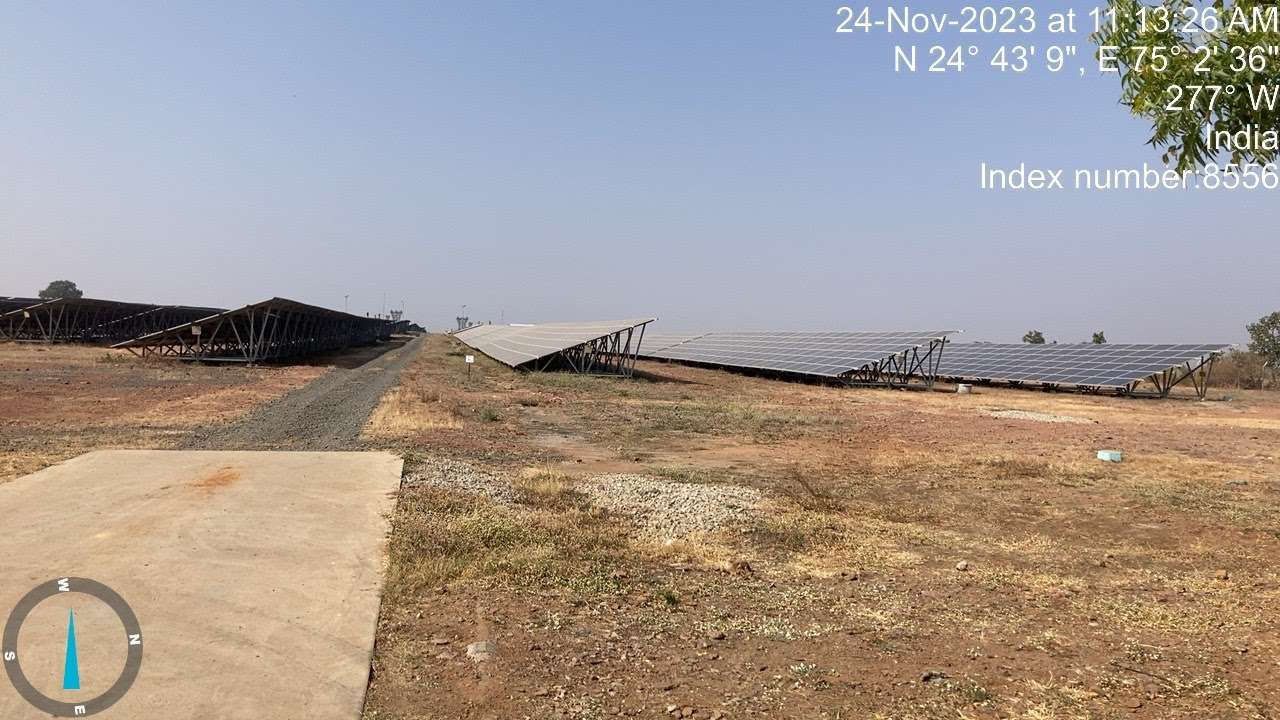 24-Nov-2023 at 11:13:26 AM
N 24° 43' 9", E 75° 2' 36"
277° W
India
Index number:8556
W
N
S
E